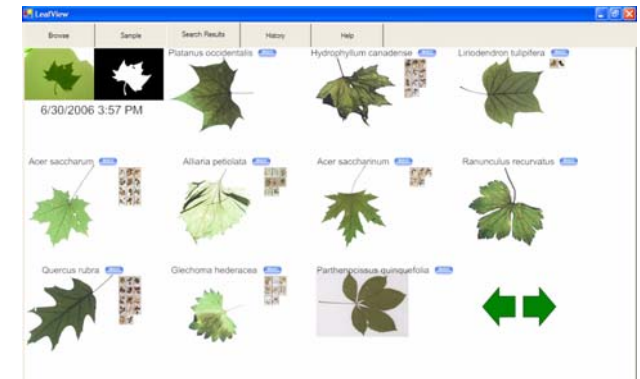 LeafView
Browse Sample Search Results History Help
Platanus occidentalis Hydrophyllum canadense Liriodendron tulipifera
6/30/2006 3:57 PM
Acer saccharum Alliaria petiolata Acer saccharinum Ranunculus recurvatus
Quercus rubra Glechoma hederacea Parthenocissus quinquefolia